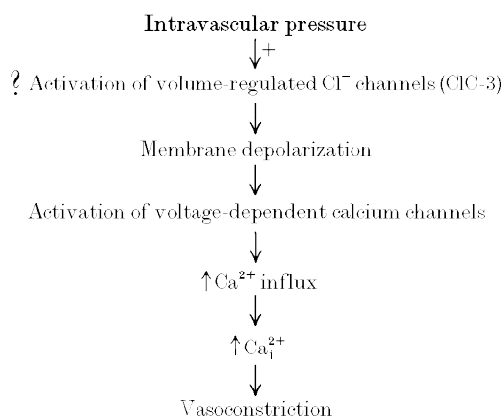 Intravascular pressure
+
? Activation of volume-regulated Cl⁻ channels (ClC-3)
Membrane depolarization
Activation of voltage-dependent calcium channels
↑Ca²⁺ influx
↑Caᵢ²⁺
Vasoconstriction